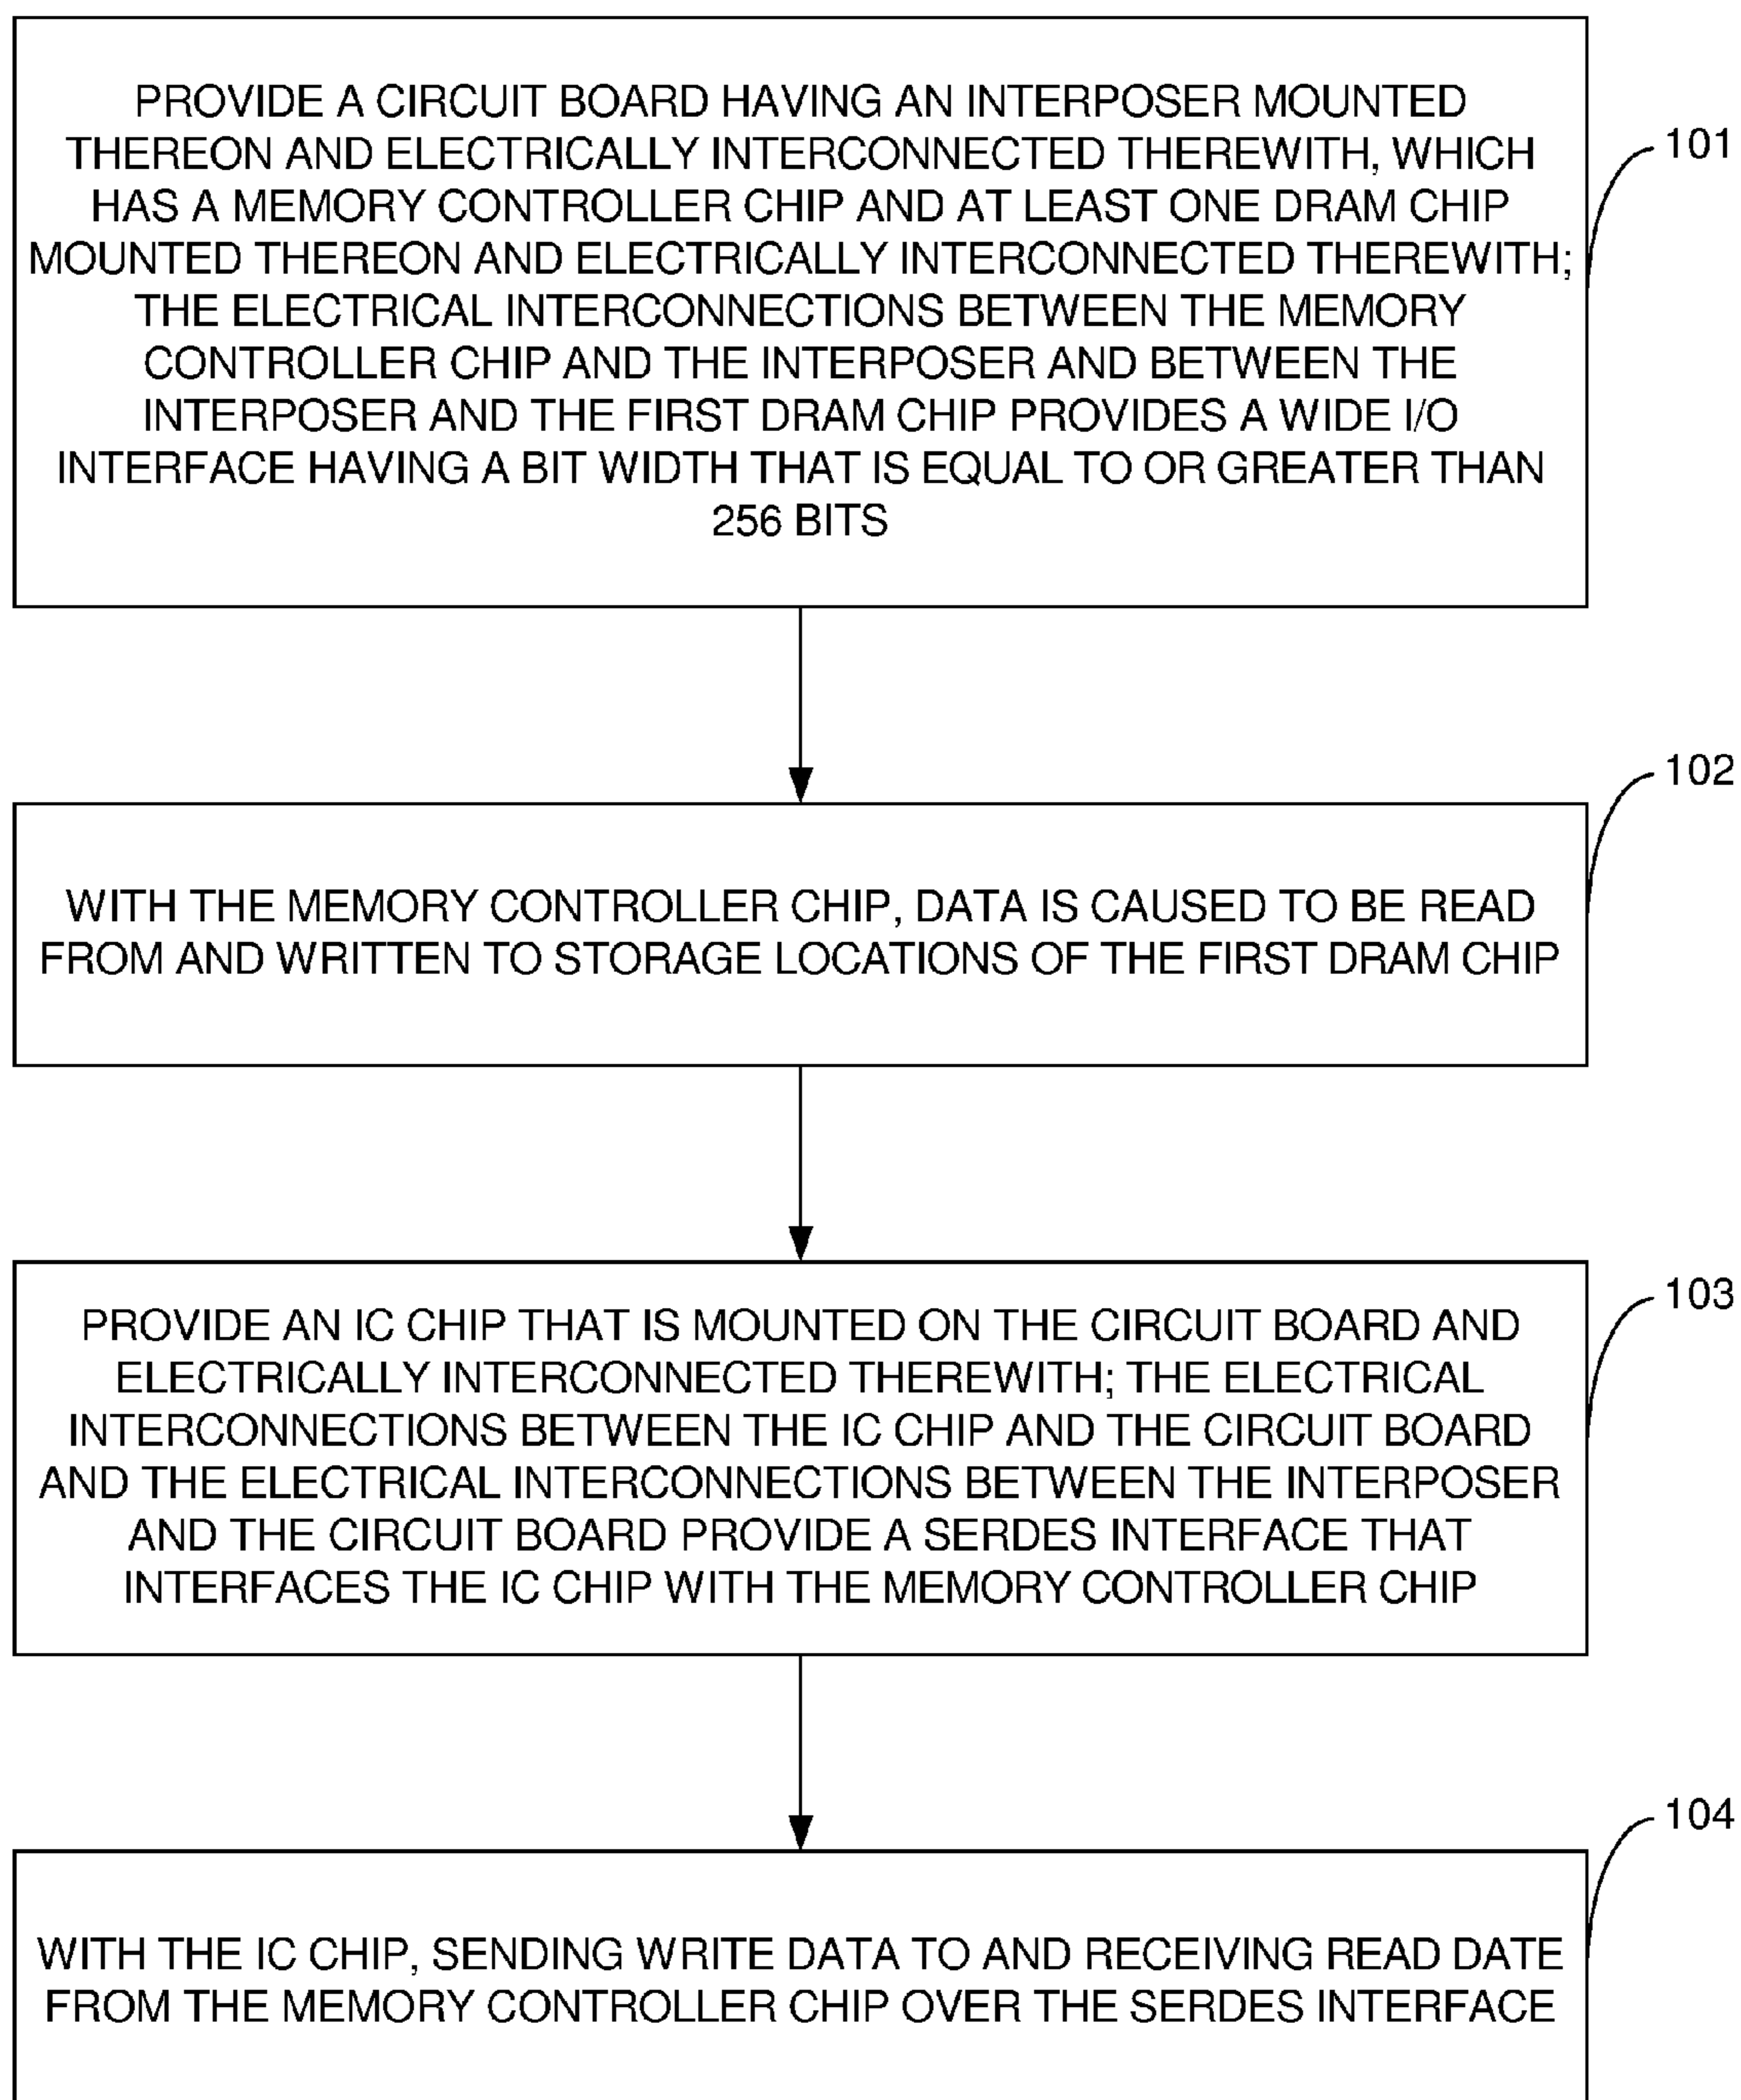 PROVIDE A CIRCUIT BOARD HAVING AN INTERPOSER MOUNTED
THEREON AND ELECTRICALLY INTERCONNECTED THEREWITH, WHICH
HAS A MEMORY CONTROLLER CHIP AND AT LEAST ONE DRAM CHIP
MOUNTED THEREON AND ELECTRICALLY INTERCONNECTED THEREWITH;
THE ELECTRICAL INTERCONNECTIONS BETWEEN THE MEMORY
CONTROLLER CHIP AND THE INTERPOSER AND BETWEEN THE
INTERPOSER AND THE FIRST DRAM CHIP PROVIDES A WIDE I/O
INTERFACE HAVING A BIT WIDTH THAT IS EQUAL TO OR GREATER THAN
256 BITS
101
102
WITH THE MEMORY CONTROLLER CHIP, DATA IS CAUSED TO BE READ
FROM AND WRITTEN TO STORAGE LOCATIONS OF THE FIRST DRAM CHIP
103
PROVIDE AN IC CHIP THAT IS MOUNTED ON THE CIRCUIT BOARD AND
ELECTRICALLY INTERCONNECTED THEREWITH; THE ELECTRICAL
INTERCONNECTIONS BETWEEN THE IC CHIP AND THE CIRCUIT BOARD
AND THE ELECTRICAL INTERCONNECTIONS BETWEEN THE INTERPOSER
AND THE CIRCUIT BOARD PROVIDE A SERDES INTERFACE THAT
INTERFACES THE IC CHIP WITH THE MEMORY CONTROLLER CHIP
104
WITH THE IC CHIP, SENDING WRITE DATA TO AND RECEIVING READ DATE
FROM THE MEMORY CONTROLLER CHIP OVER THE SERDES INTERFACE